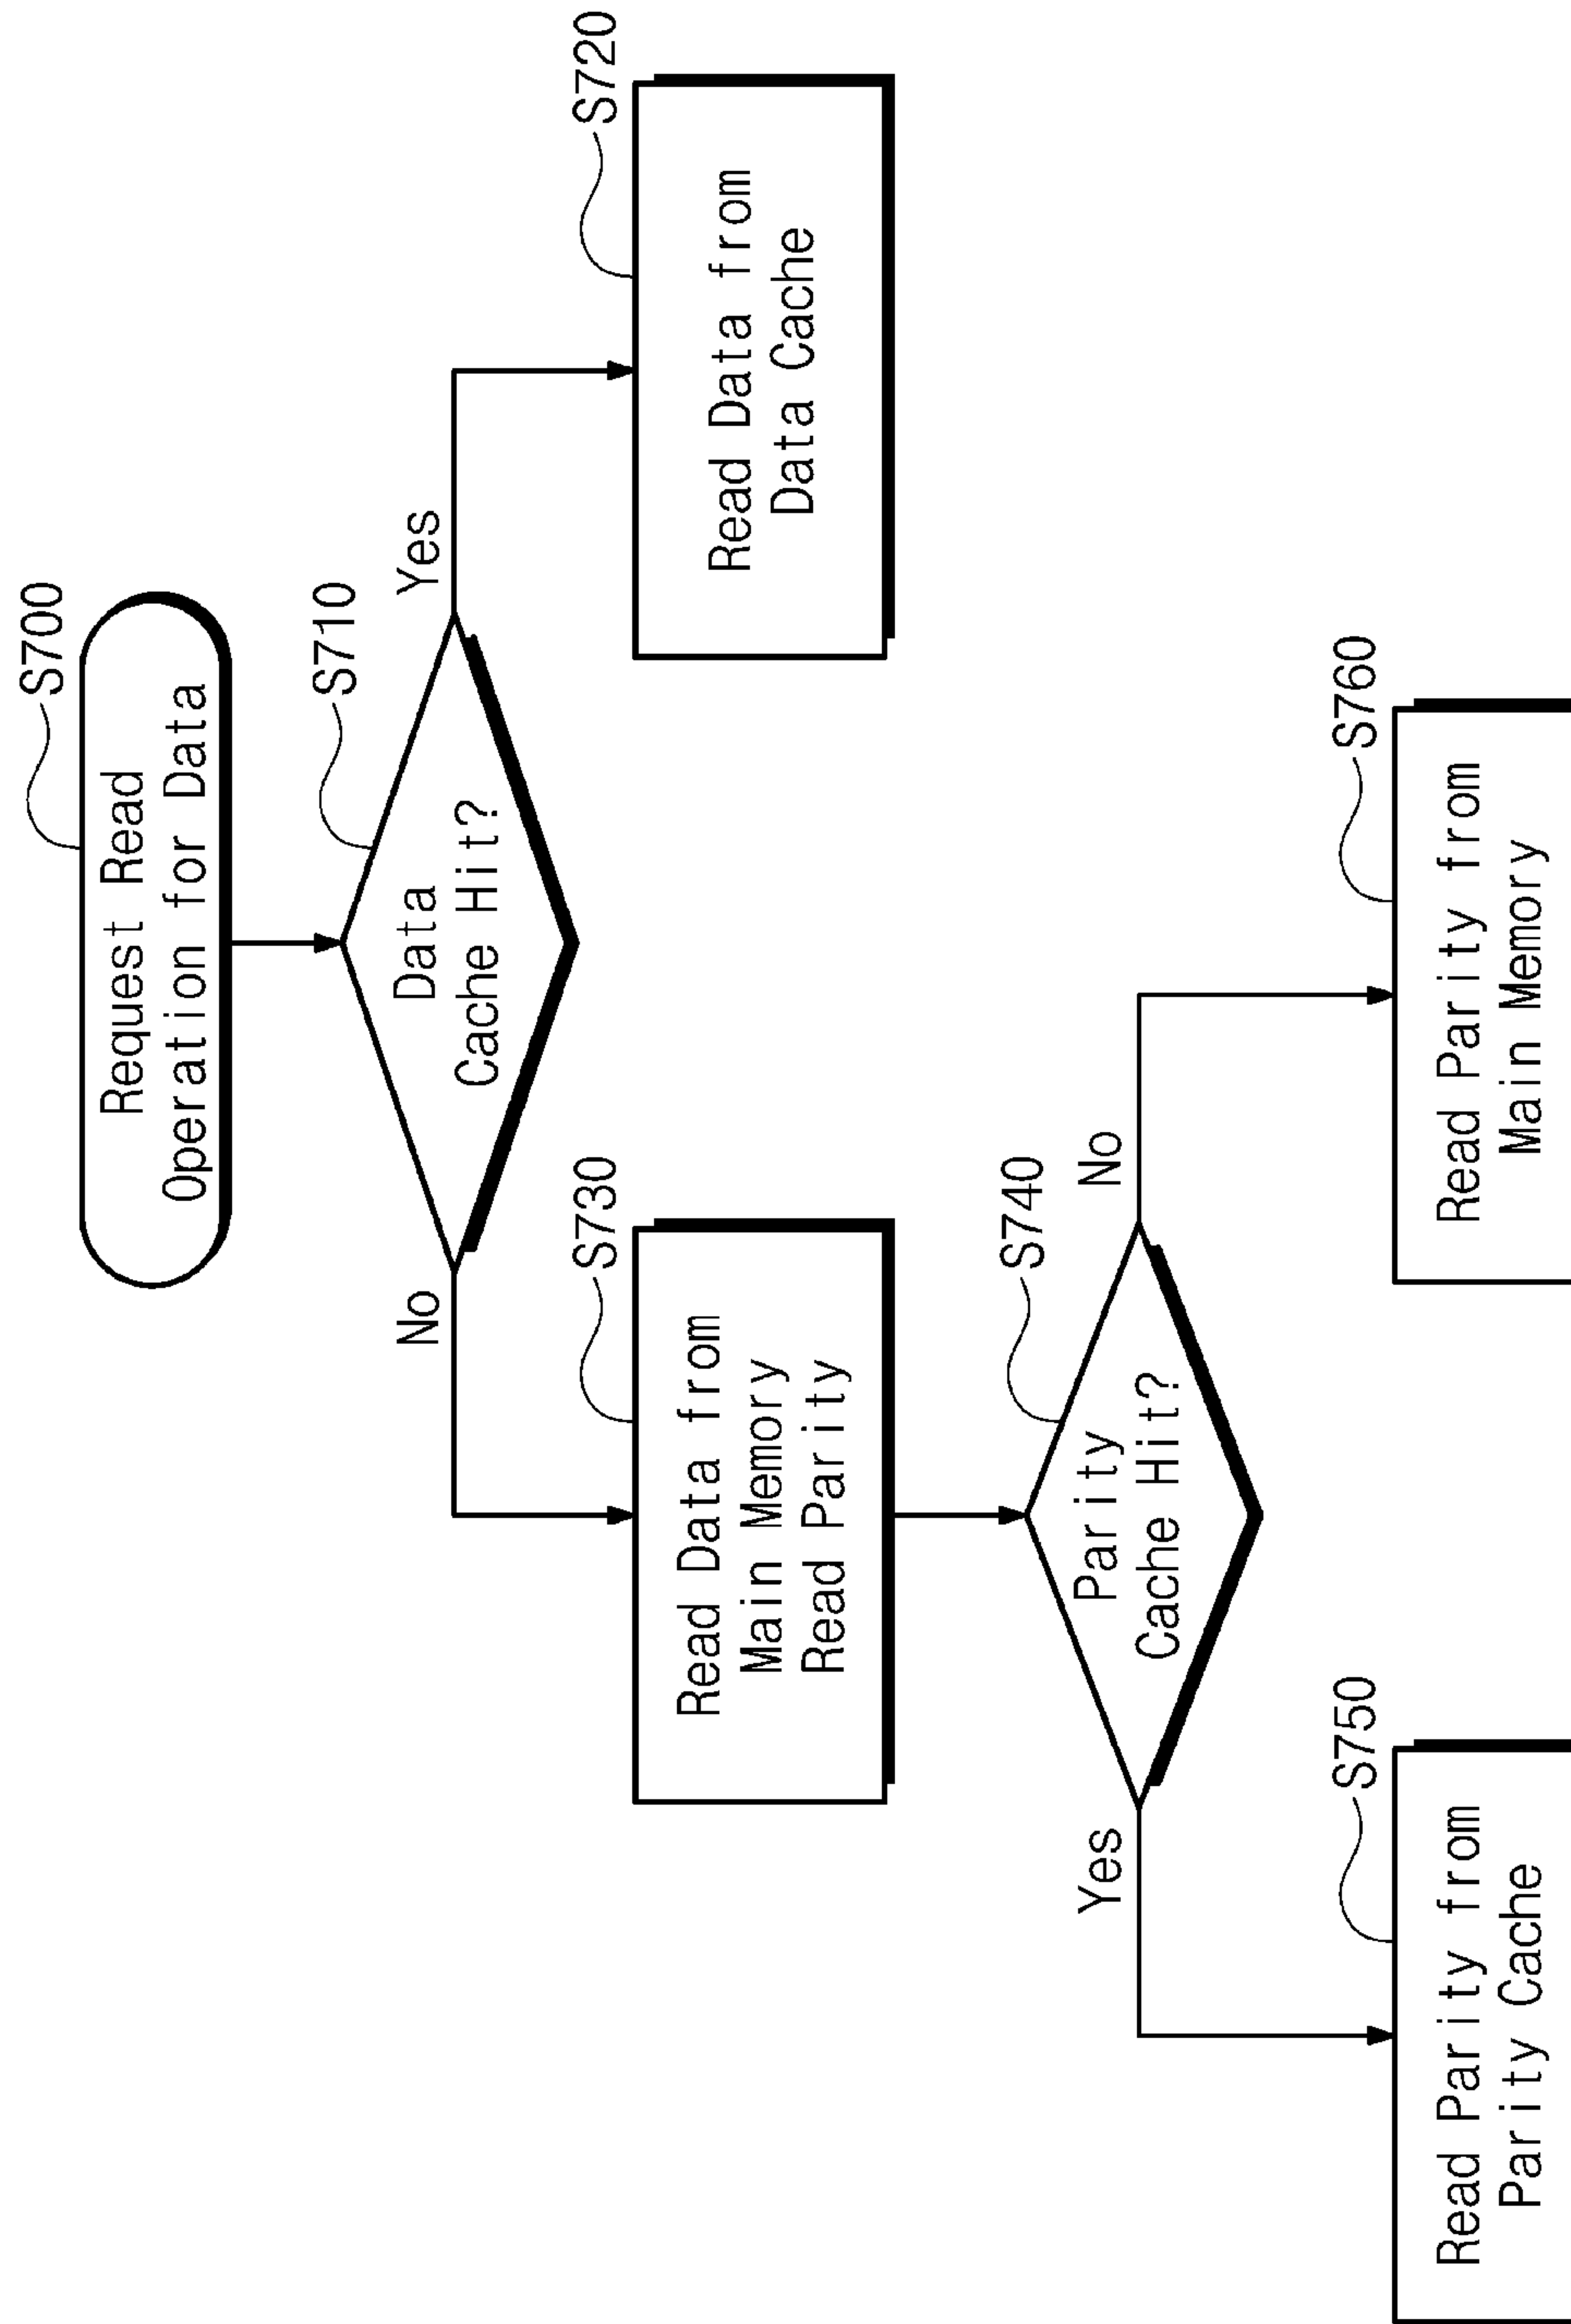 S700
Request Read
Operation for Data
S710
Data
Cache Hit?
No
Yes
S730
Read Data from
Main Memory
Read Parity
S720
Read Data from
Data Cache
S740
Parity
Cache Hit?
Yes
No
S750
Read Parity from
Parity Cache
S760
Read Parity from
Main Memory